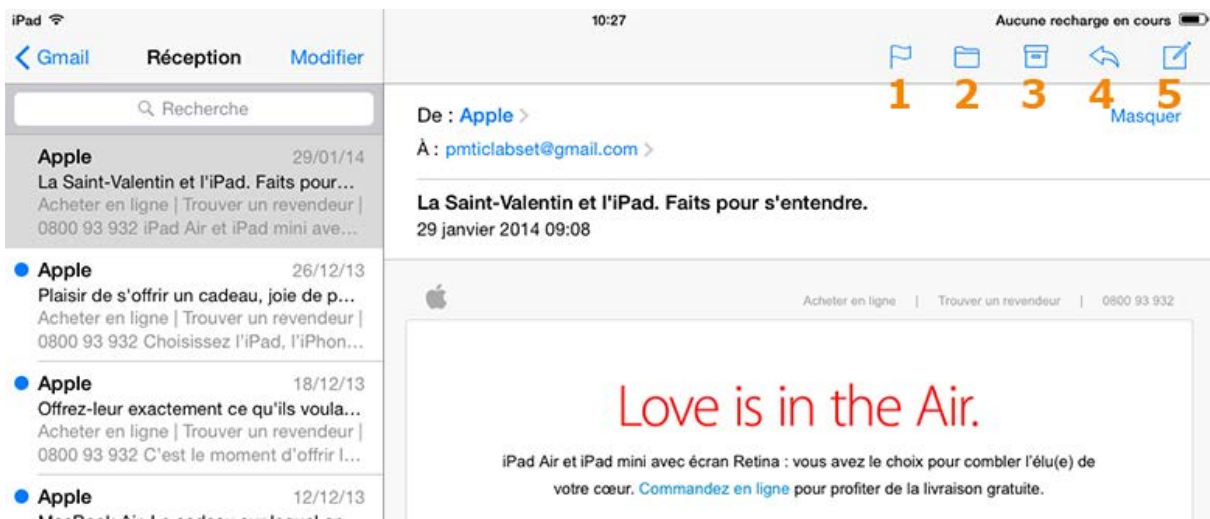 iPad
10:27
Aucune recharge en cours
Gmail
Réception
Modifier
1 2 3 4 5
Recherche
Apple 29/01/14
La Saint-Valentin et l'iPad. Faits pour...
Acheter en ligne | Trouver un revendeur |
0800 93 932 iPad Air et iPad mini ave...
Apple 26/12/13
Plaisir de s'offrir un cadeau, joie de p...
Acheter en ligne | Trouver un revendeur |
0800 93 932 Choisissez l'iPad, l'iPhon...
Apple 18/12/13
Offrez-leur exactement ce qu'ils voula...
Acheter en ligne | Trouver un revendeur |
0800 93 932 C'est le moment d'offrir l...
Apple 12/12/13
De : Apple
Masquer
À : pmticlabset@gmail.com
La Saint-Valentin et l'iPad. Faits pour s'entendre.
29 janvier 2014 09:08
Acheter en ligne | Trouver un revendeur | 0800 93 932
Love is in the Air.
iPad Air et iPad mini avec écran Retina : vous avez le choix pour combler l'élu(e) de
votre cœur. Commandez en ligne pour profiter de la livraison gratuite.